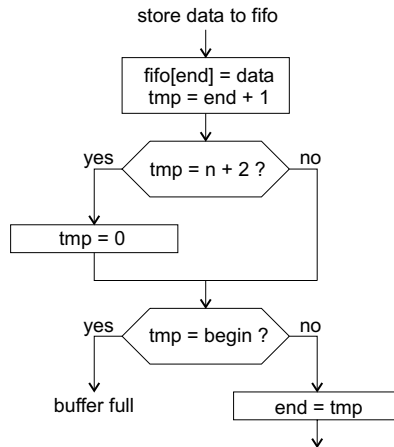 store data to fifo
fifo[end] = data
tmp = end + 1
yes
tmp = n + 2 ?
no
tmp = 0
yes
tmp = begin ?
no
buffer full
end = tmp